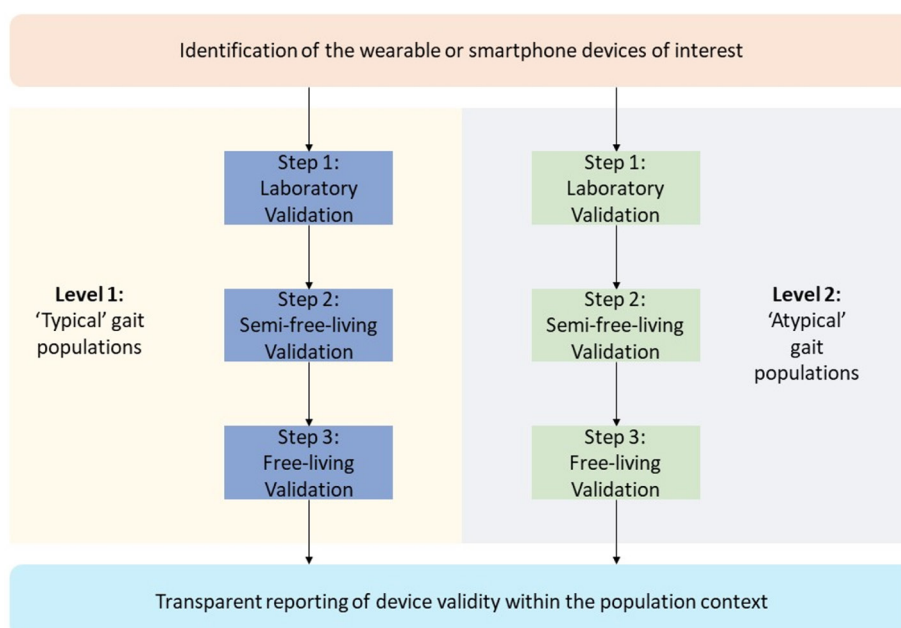 Identification of the wearable or smartphone devices of interest
Level 1:
‘Typical’ gait
populations
Step 1:
Laboratory
Validation
Step 2:
Semi-free-living
Validation
Step 3:
Free-living
Validation
Step 1:
Laboratory
Validation
Step 2:
Semi-free-living
Validation
Step 3:
Free-living
Validation
Level 2:
‘Atypical’
gait
populations
Transparent reporting of device validity within the population context